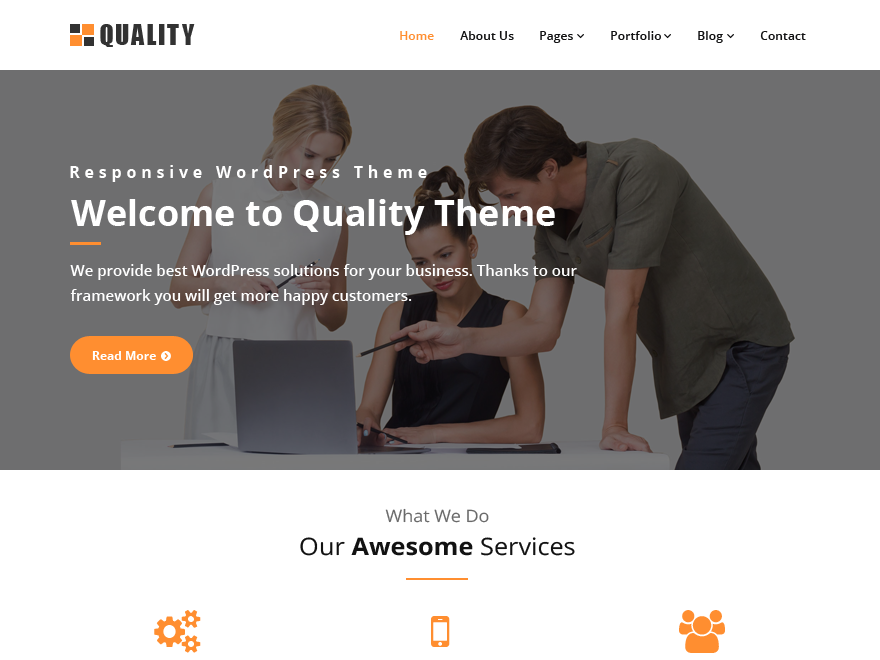 QUALITY
Home About Us Pages Portfolio Blog Contact
Responsive WordPress Theme
Welcome to Quality Theme
We provide best WordPress solutions for your business. Thanks to our
framework you will get more happy customers.
Read More
What We Do
Our Awesome Services